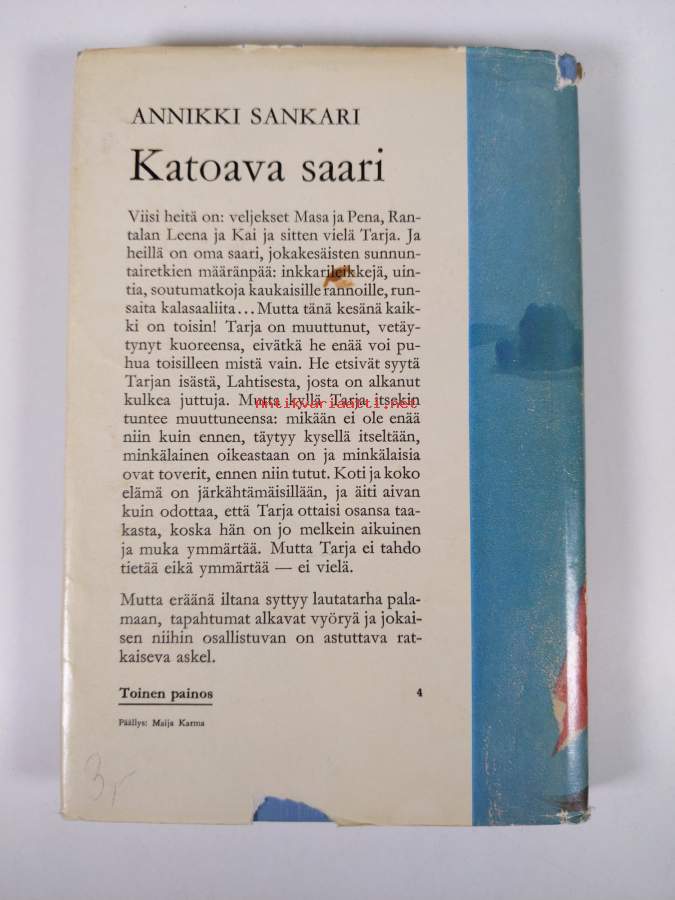 ANNIKKI SANKARI
Katoava saari
Viisi heitä on: veljekset Masa ja Pena, Ran-
talan Leena ja Kai ja sitten vielä Tarja. Ja
heillä on oma saari, jokakesäisten sunnun-
tairetkien määränpää: inkkarileikkejä, uin-
tia, soutumatkoja kaukaisille rannoille, run-
saita kalasaaliita... Mutta tänä kesänä kaik-
ki on toisin! Tarja on muuttunut, vetäy-
tynyt kuoreensa, eivätkä he enää voi pu-
hua toisilleen mistä vain. He etsivät syytä
Tarjan isästä, Lahtisesta, josta on alkanut
kulkea juttuja. Mutta kyllä Tarja itsekin
Antikvariaatti.net
tuntee muuttuneensa: mikään ei ole enää
niin kuin ennen, täytyy kysellä itseltään,
minkälainen oikeastaan on ja minkälaisia
ovat toverit, ennen niin tutut. Koti ja koko
elämä on järkähtämäisillään, ja äiti aivan
kuin odottaa, että Tarja ottaisi osansa taa-
kasta, koska hän on jo melkein aikuinen
ja muka ymmärtää. Mutta Tarja ei tahdo
tietää eikä ymmärtää — ei vielä.
Mutta eräänä iltana syttyy lautatarha pala-
maan, tapahtumat alkavat vyöryä ja jokai-
sen niihin osallistuvan on astuttava rat-
kaiseva askel.
Toinen painos 4
Päällys: Maija Karma
3,-